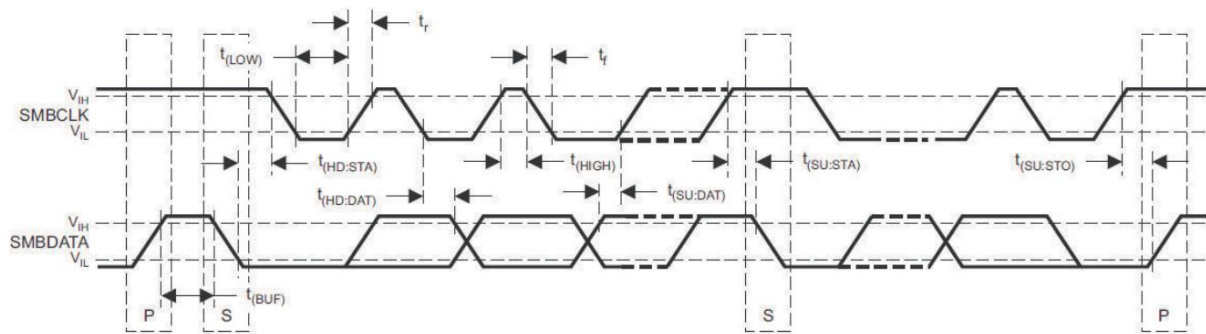 t(LOW)
tr
tf
VIH
SMBCLK
VIL
t(HD:STA)
t(HIGH)
t(SU:STA)
t(SU:STO)
t(HD:DAT)
t(SU:DAT)
VIH
SMBDATA
VIL
t(BUF)
P
S
S
P